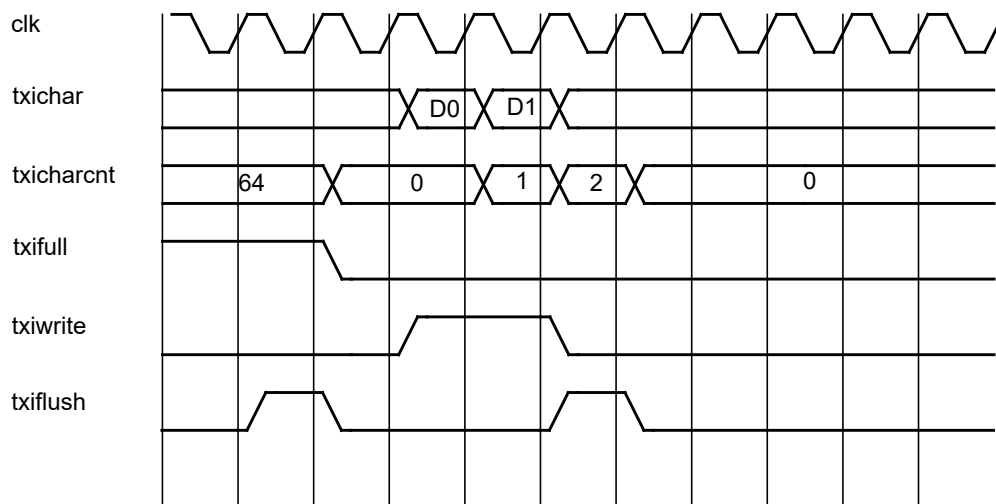 clk
txichar
D0 D1
txicharcnt
64 0 1 2 0
txifull
txiwrite
txiflush